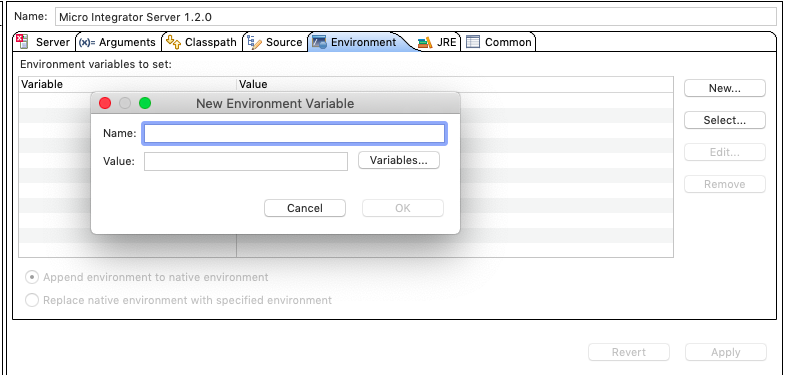 Name: Micro Integrator Server 1.2.0
Server (x)= Arguments Classpath Source Environment JRE Common
Environment variables to set:
Variable Value
New...
New Environment Variable
Select...
Name:
Edit...
Value: Variables...
Remove
Cancel OK
Append environment to native environment
Replace native environment with specified environment
Revert Apply